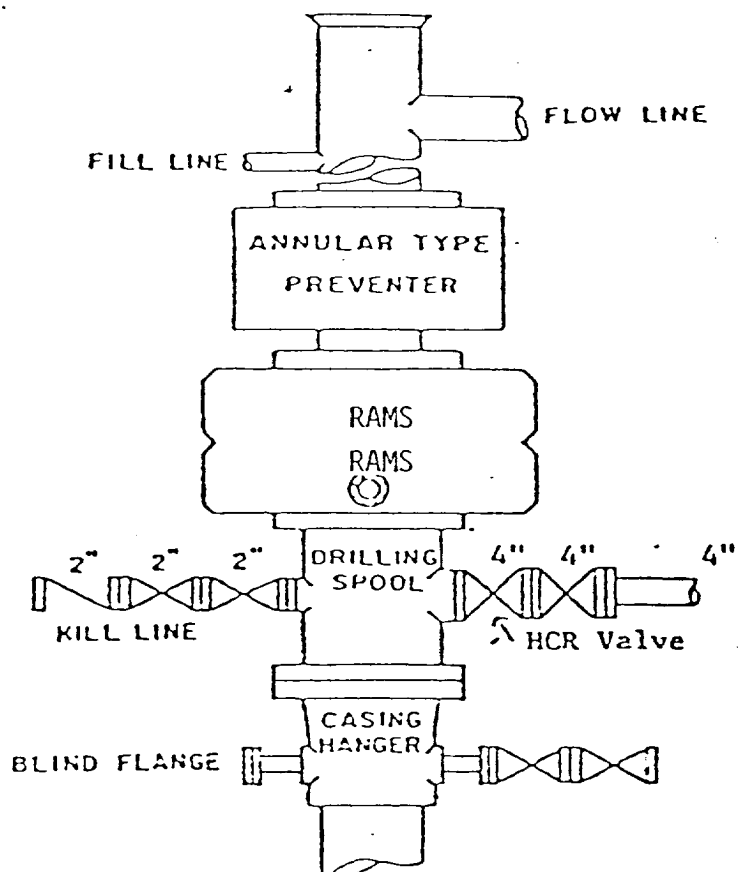 FLOW LINE
FILL LINE
ANNULAR TYPE
PREVENTER
RAMS
RAMS
2" 2" 2"
DRILLING
SPOOL
4" 4" 4"
KILL LINE
HCR Valve
CASING
HANGER
BLIND FLANGE